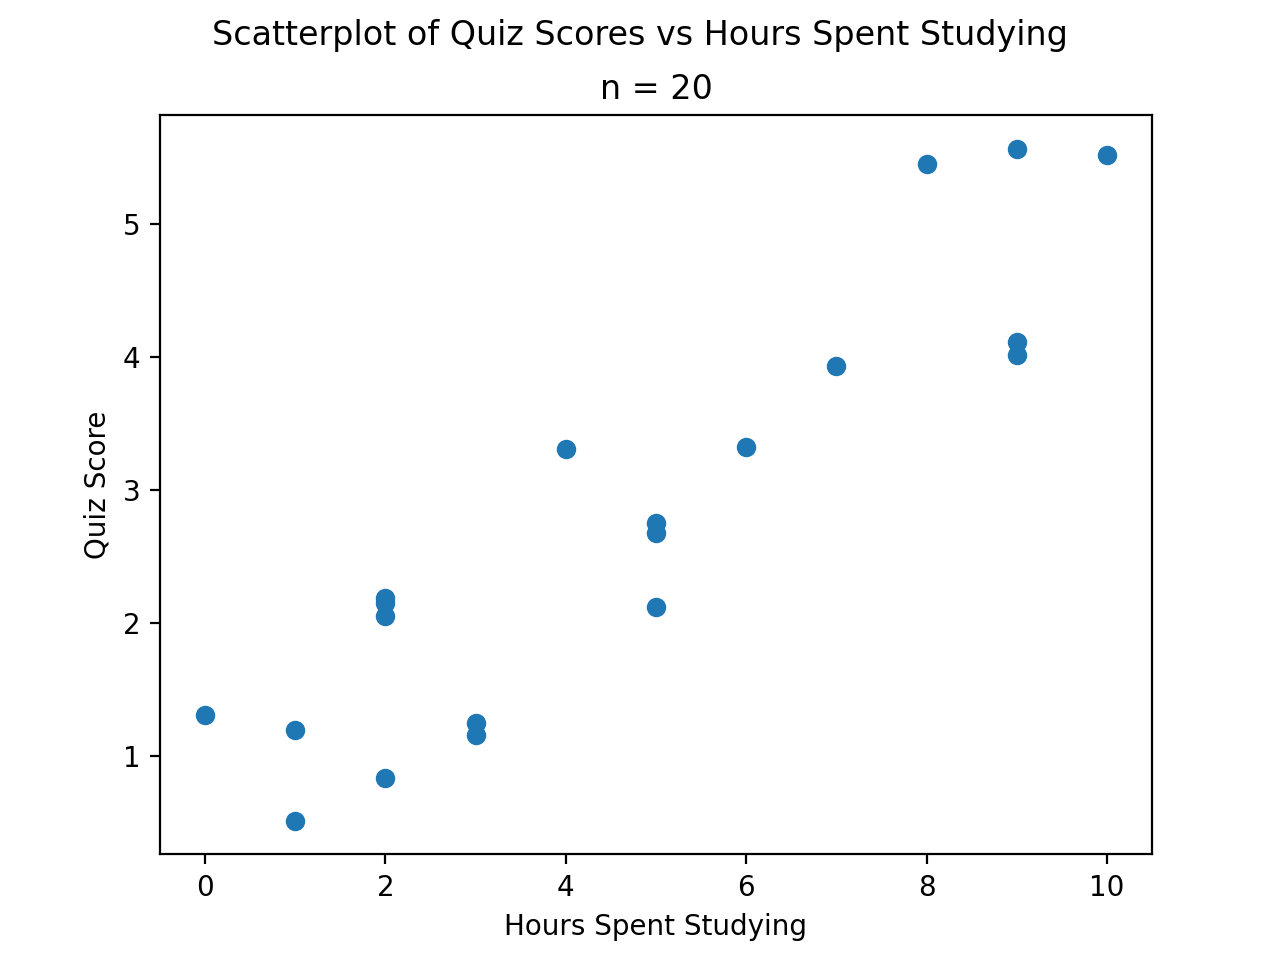 Scatterplot of Quiz Scores vs Hours Spent Studying
n = 20
5
4
3
2
1
Quiz Score
0 2 4 6 8 10
Hours Spent Studying